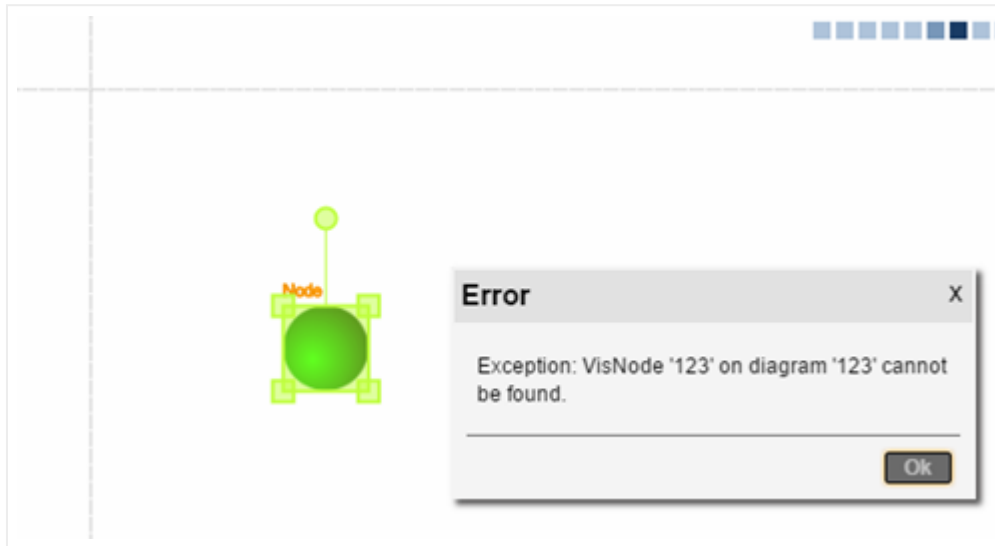 Node
Error
x
Exception: VisNode '123' on diagram '123' cannot
be found.
Ok